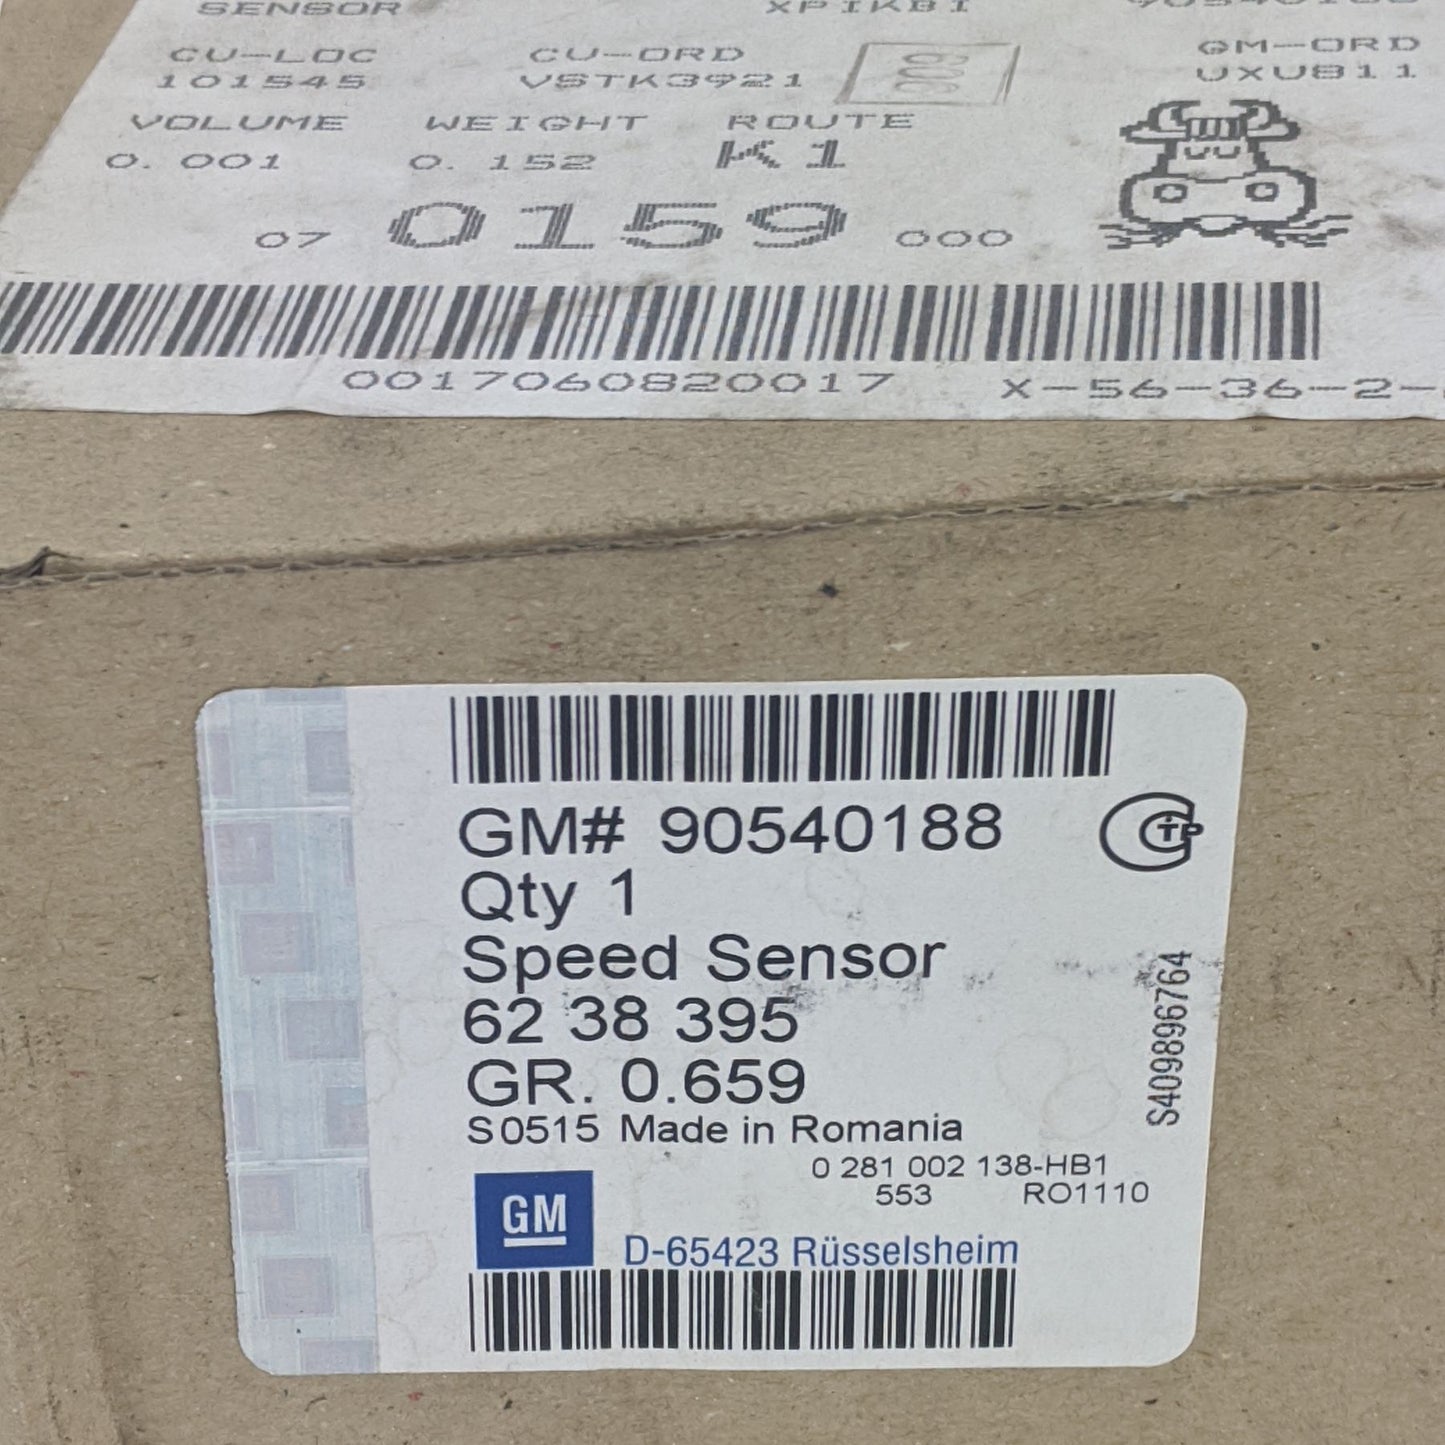 SENSOR XPIKBI 90540188
CU-LOC CU-ORD GM-ORD
101545 VSTK3921 UXU811
VOLUME WEIGHT ROUTE
0. 001 0. 152 K1
07 0159 000
0017060820017 X-56-36-2-
GM# 90540188
Qty 1
Speed Sensor
62 38 395
GR. 0.659
S0515 Made in Romania
0 281 002 138-HB1
553 RO1110
GM
D-65423 Rüsselsheim
S409896764